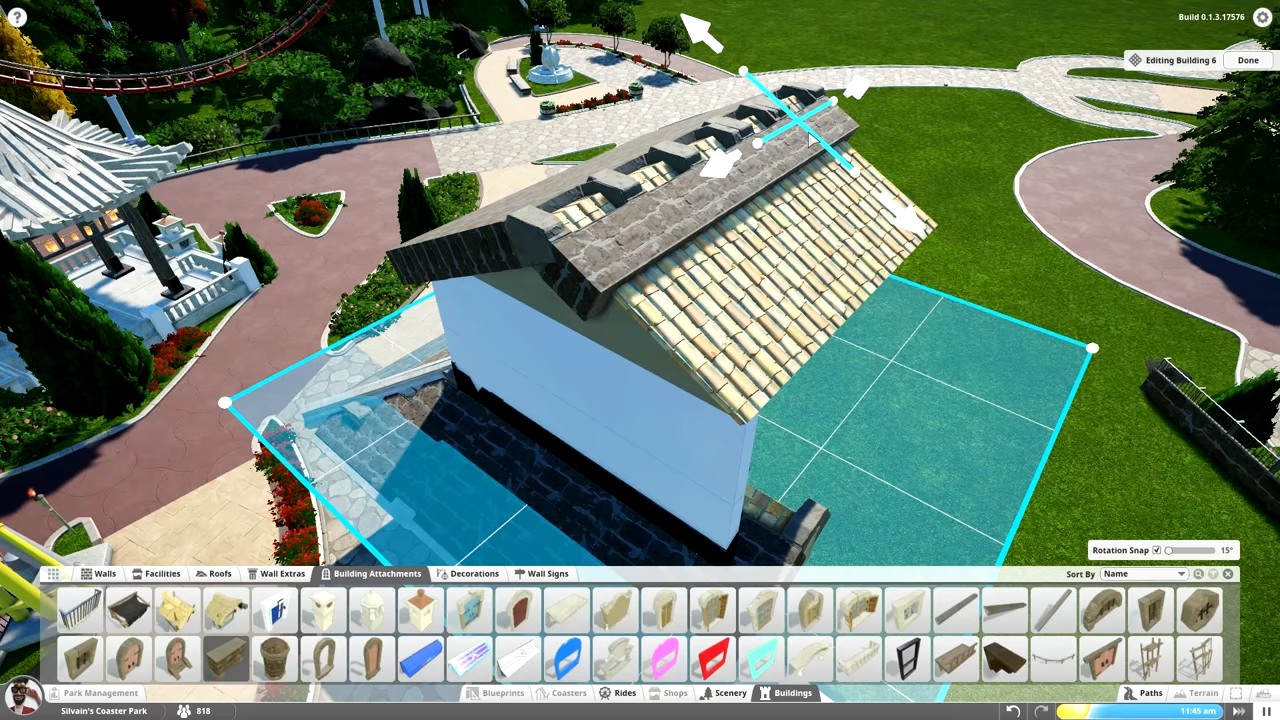 ?
Build 0.1.3.17576
Editing Building 6
Done
Rotation Snap
15°
Walls
Facilities
Roofs
Wall Extras
Building Attachments
Decorations
Wall Signs
Sort By
Name
Park Management
Blueprints
Coasters
Rides
Shops
Scenery
Buildings
Paths
Terrain
Silvain's Coaster Park
818
11:45 am